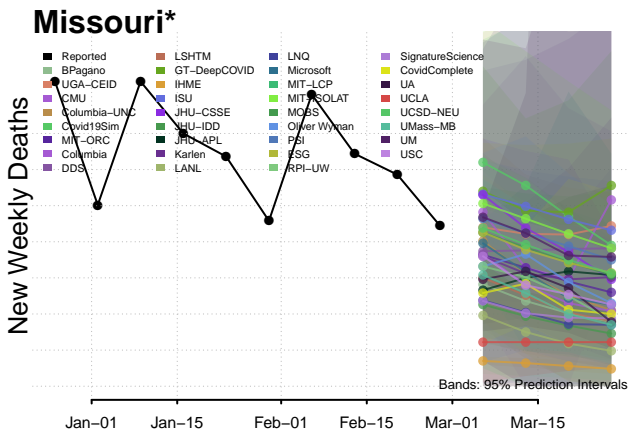 Missouri*
Reported
BPagano
UGA−CEID
CMU
Columbia−UNC
Covid19Sim
MIT−ORC
Columbia
DDS
LSHTM
GT−DeepCOVID
IHME
ISU
JHU−CSSE
JHU−IDD
JHU−APL
Karlen
LANL
LNQ
Microsoft
MIT−LCP
MIT−ISOLAT
MOBS
Oliver Wyman
PSI
ESG
RPI−UW
SignatureScience
CovidComplete
UA
UCLA
UCSD−NEU
UMass−MB
UM
USC
New Weekly Deaths
Bands: 95% Prediction Intervals
Jan−01 Jan−15 Feb−01 Feb−15 Mar−01 Mar−15